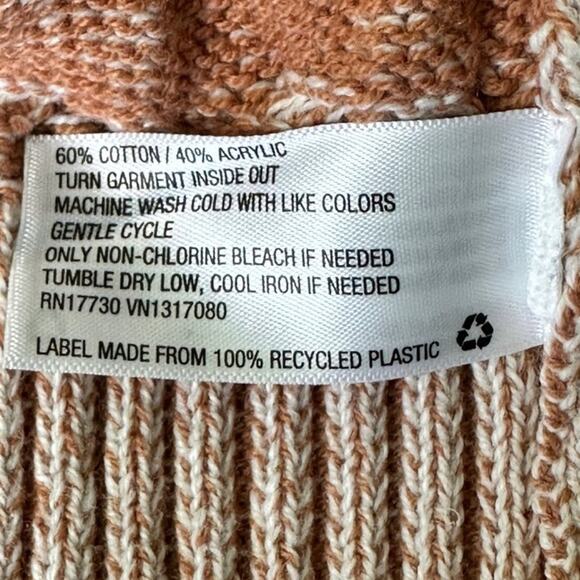 60% COTTON / 40% ACRYLIC
TURN GARMENT INSIDE OUT
MACHINE WASH COLD WITH LIKE COLORS
GENTLE CYCLE
ONLY NON-CHLORINE BLEACH IF NEEDED
TUMBLE DRY LOW, COOL IRON IF NEEDED
RN17730 VN1317080
LABEL MADE FROM 100% RECYCLED PLASTIC